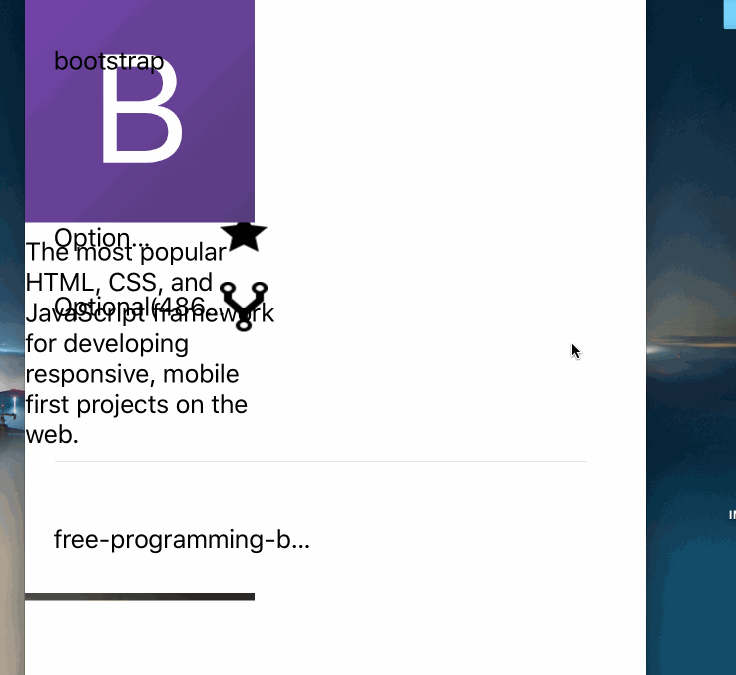 bootstrap
B
Option...
The most popular
HTML, CSS, and
Optional(486...
JavaScript framework
for developing
responsive, mobile
first projects on the
web.
free-programming-b...